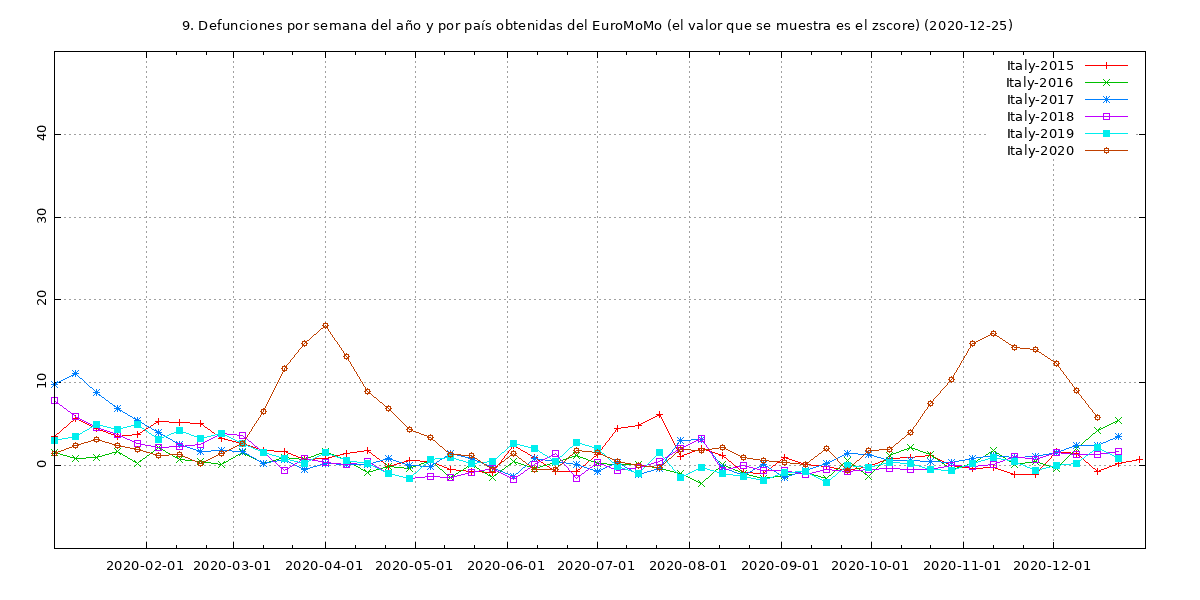 9. Defunciones por semana del año y por país obtenidas del EuroMoMo (el valor que se muestra es el zscore) (2020-12-25)
Italy-2015
Italy-2016
Italy-2017
Italy-2018
Italy-2019
Italy-2020
40
30
20
10
0
2020-02-01 2020-03-01 2020-04-01 2020-05-01 2020-06-01 2020-07-01 2020-08-01 2020-09-01 2020-10-01 2020-11-01 2020-12-01